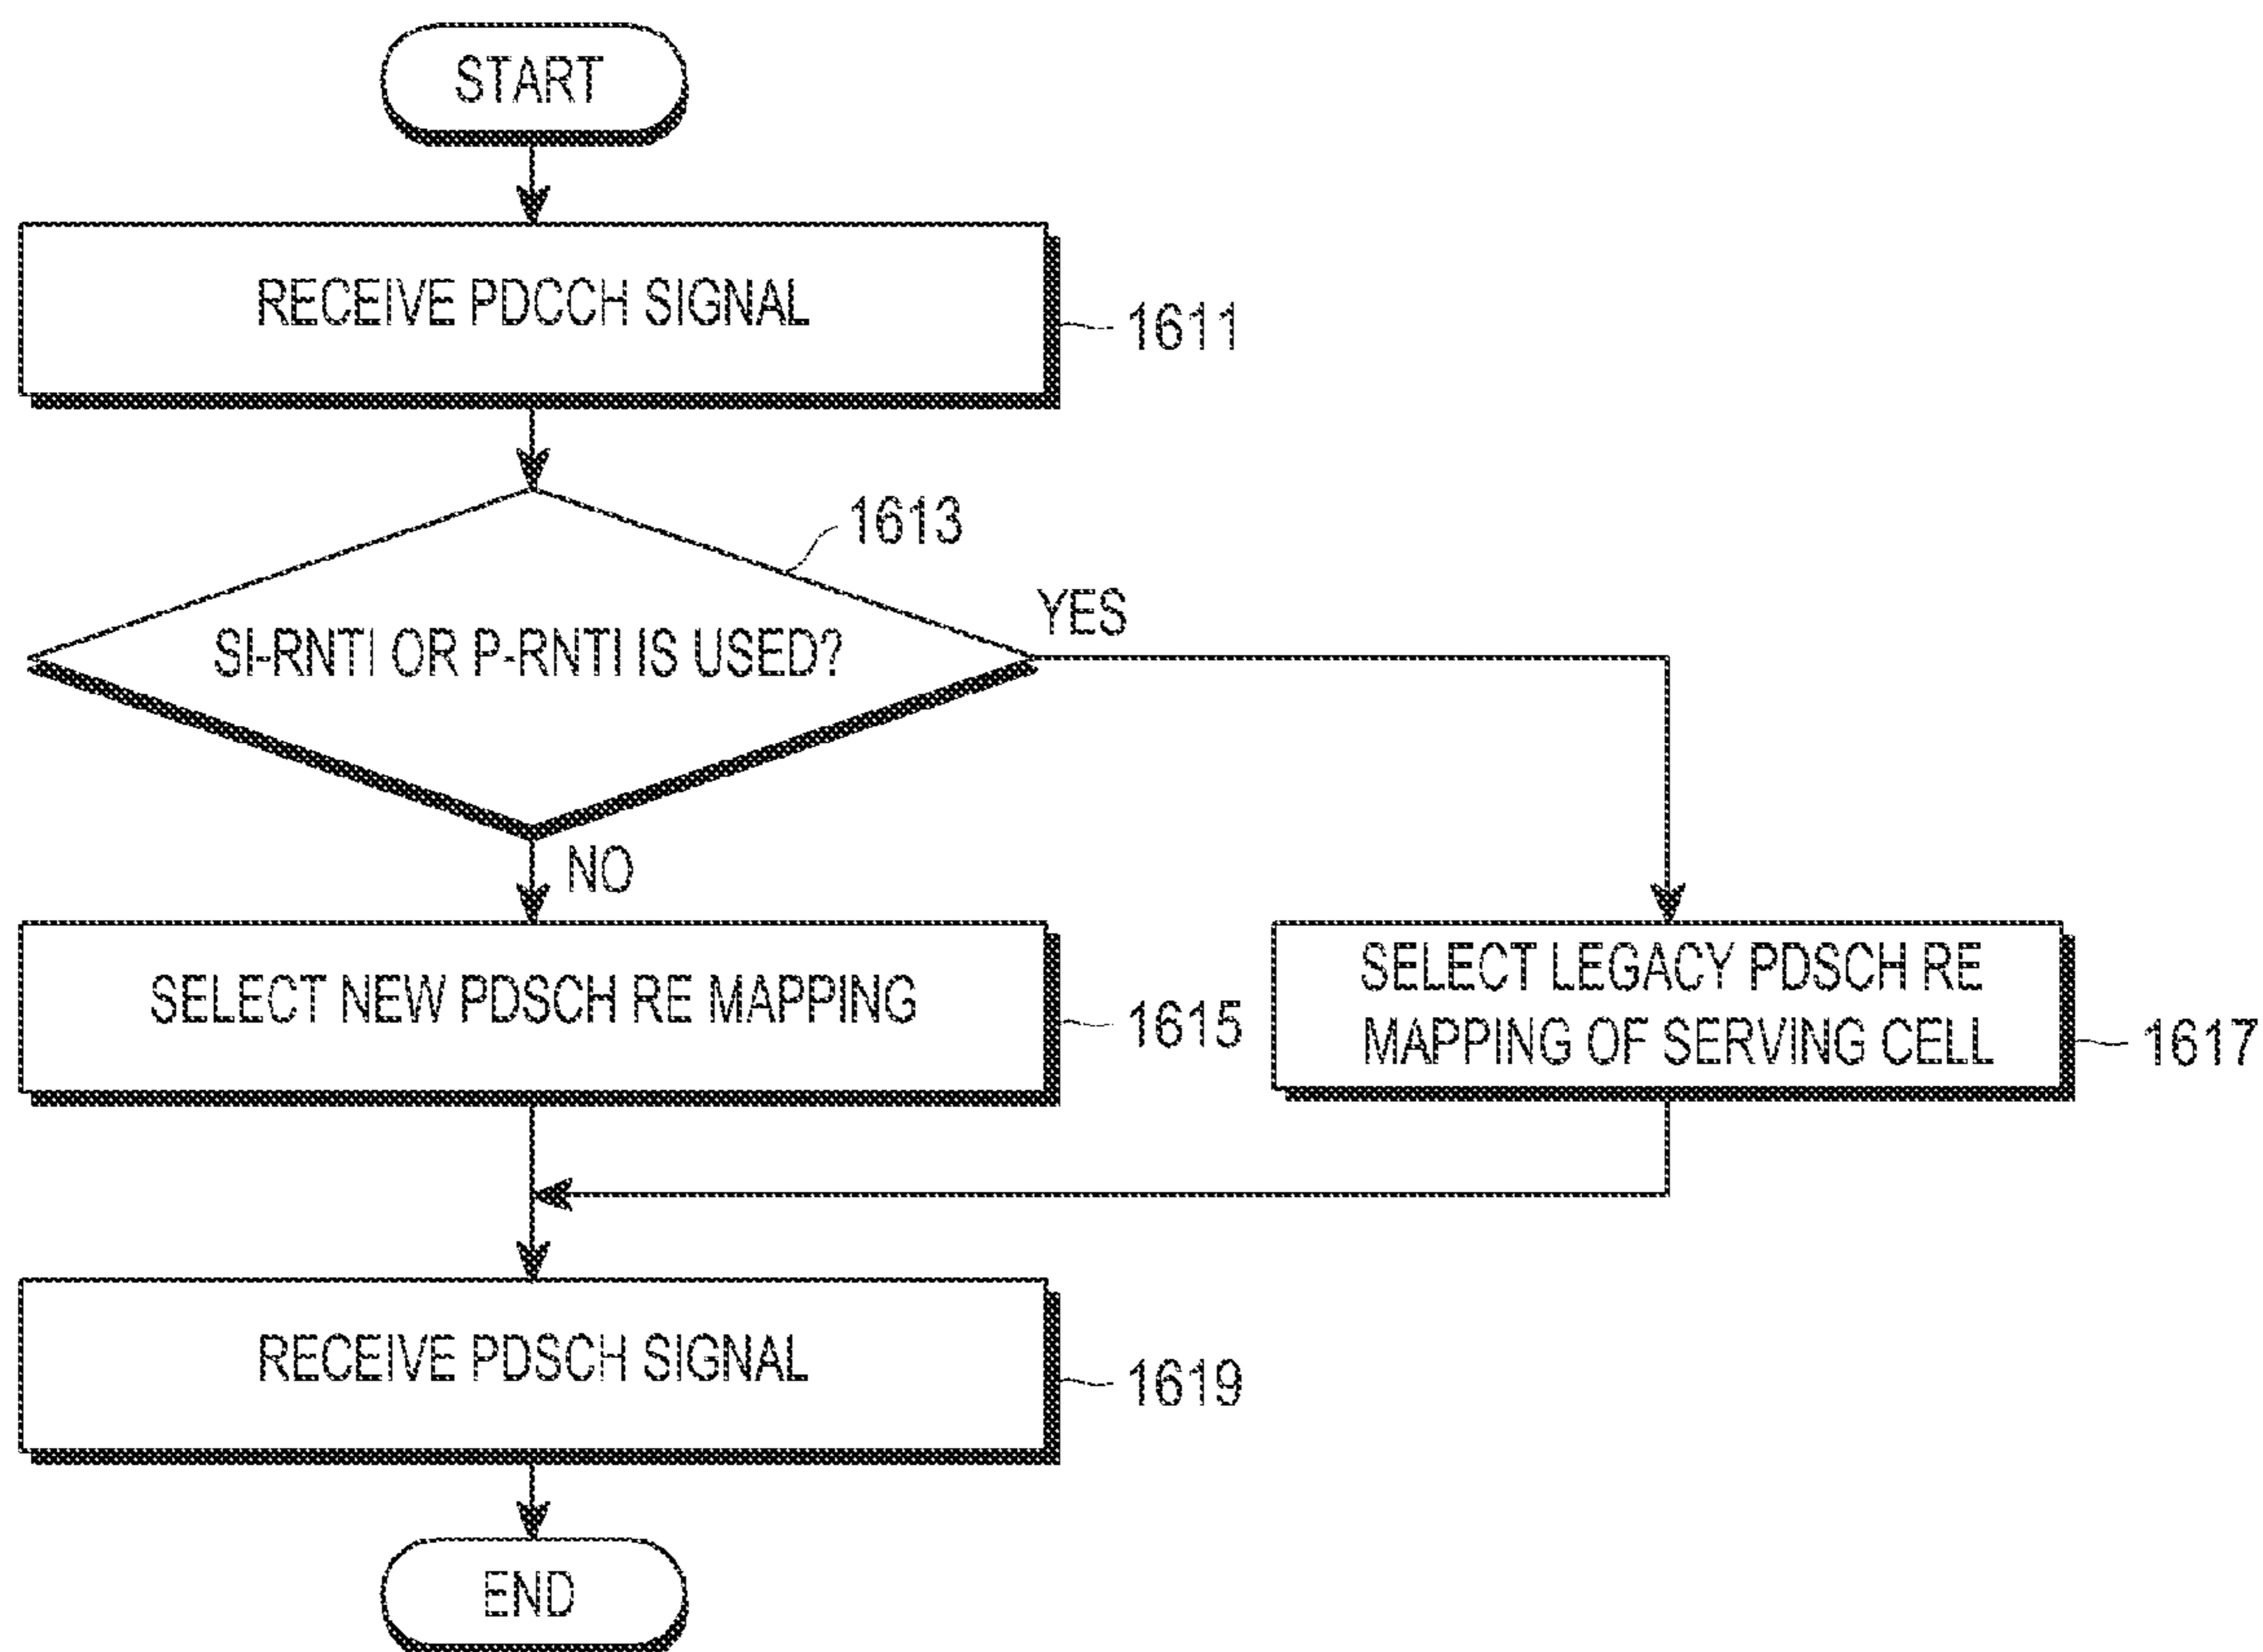 START
RECEIVE PDCCH SIGNAL
1611
1613
SI-RNTI OR P-RNTI IS USED?
YES
NO
SELECT NEW PDSCH RE MAPPING
1615
SELECT LEGACY PDSCH RE
MAPPING OF SERVING CELL
1617
RECEIVE PDSCH SIGNAL
1619
END